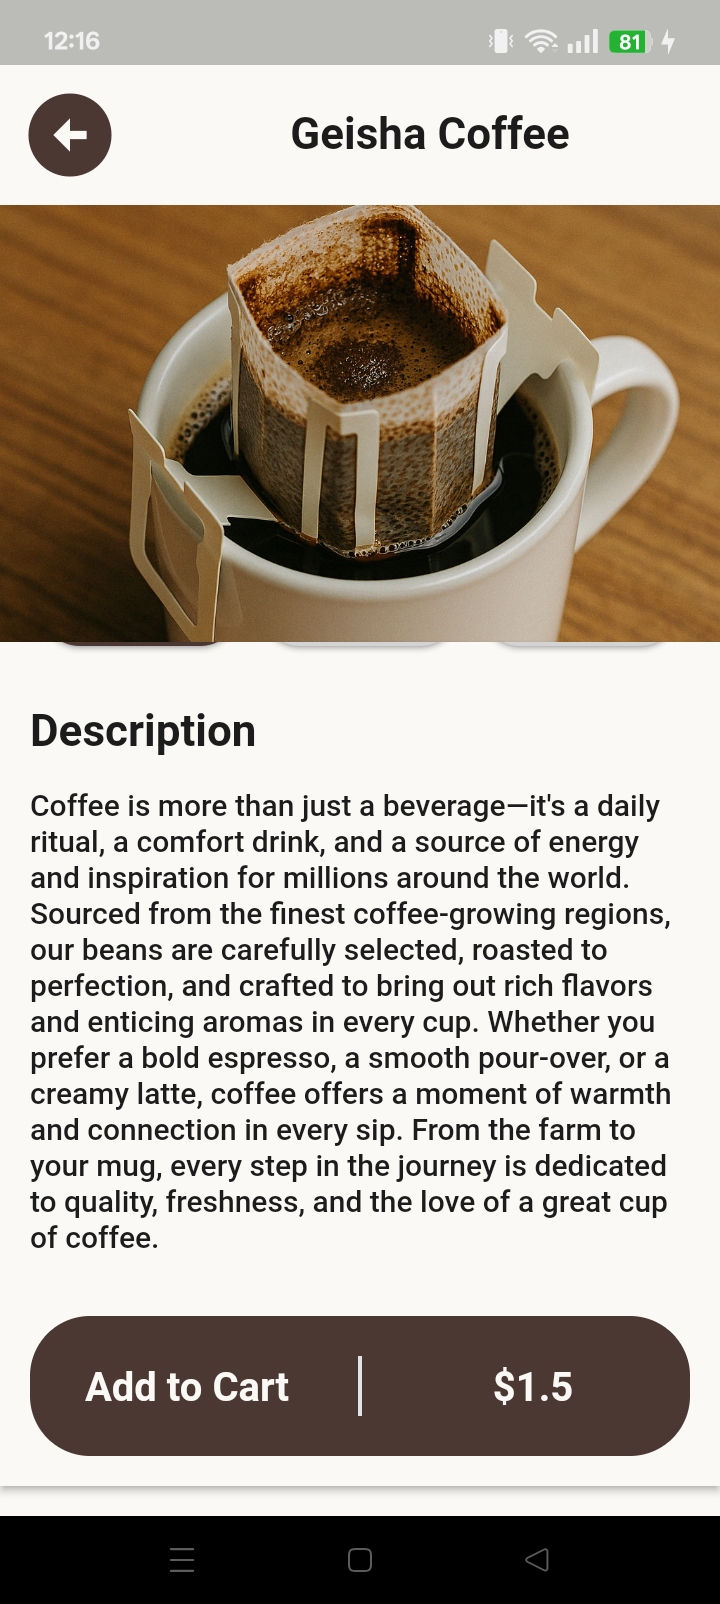 12:16
81
Geisha Coffee
Description
Coffee is more than just a beverage—it's a daily
ritual, a comfort drink, and a source of energy
and inspiration for millions around the world.
Sourced from the finest coffee-growing regions,
our beans are carefully selected, roasted to
perfection, and crafted to bring out rich flavors
and enticing aromas in every cup. Whether you
prefer a bold espresso, a smooth pour-over, or a
creamy latte, coffee offers a moment of warmth
and connection in every sip. From the farm to
your mug, every step in the journey is dedicated
to quality, freshness, and the love of a great cup
of coffee.
Add to Cart
$1.5